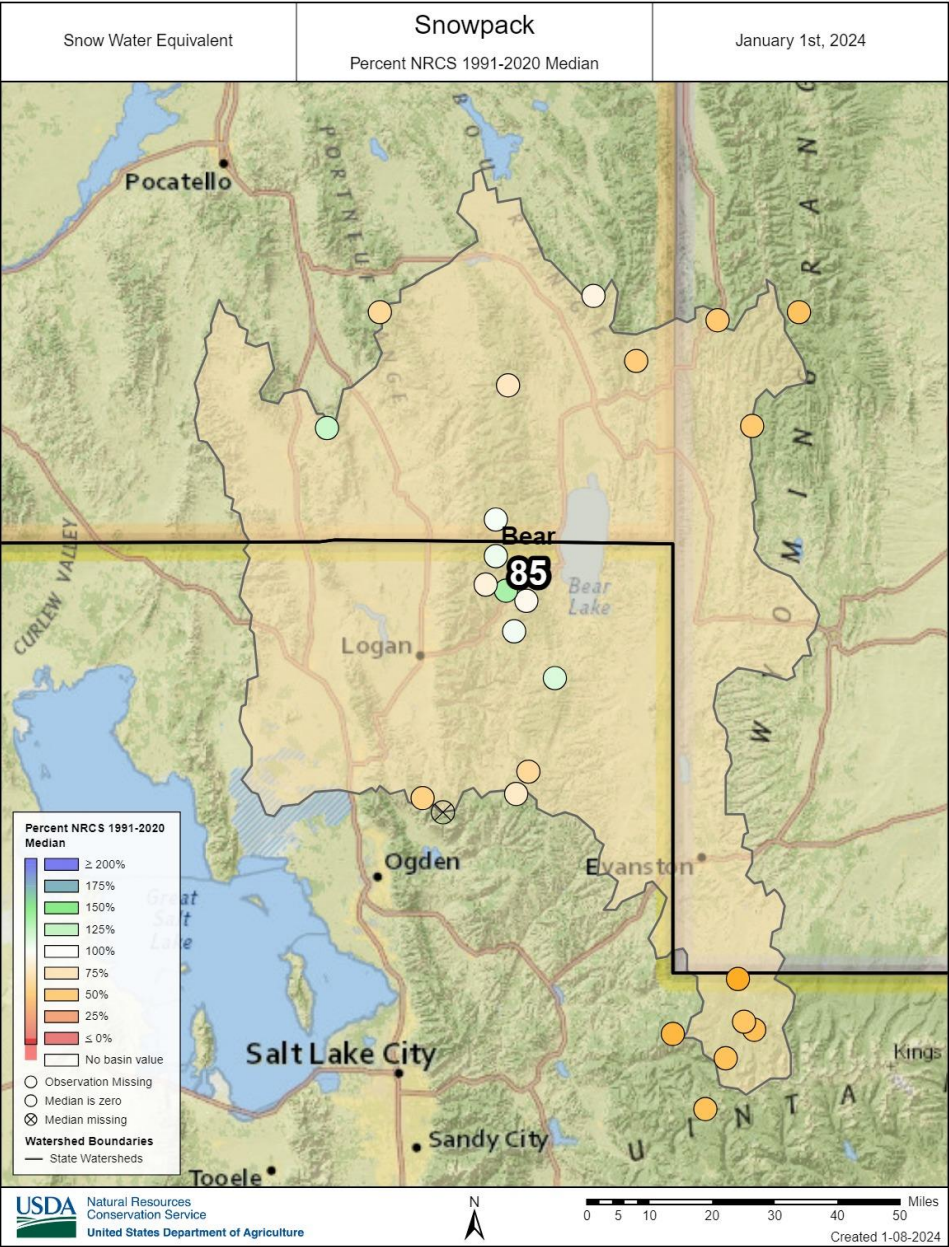 Snow Water Equivalent
Snowpack
Percent NRCS 1991-2020 Median
January 1st, 2024
Pocatello
PORTNEUF
RANGE
WYOMING RANGE
CURLEW VALLEY
Bear
85
Bear
Lake
Logan
Ogden
Evanston
Great
Salt
Lake
Salt Lake City
Sandy City
Tooele
Kings
UINTA
Percent NRCS 1991-2020
Median
≥ 200%
175%
150%
125%
100%
75%
50%
25%
≤ 0%
No basin value
Observation Missing
Median is zero
Median missing
Watershed Boundaries
State Watersheds
USDA
Natural Resources
Conservation Service
United States Department of Agriculture
N
Miles
0 5 10 20 30 40 50
Created 1-08-2024